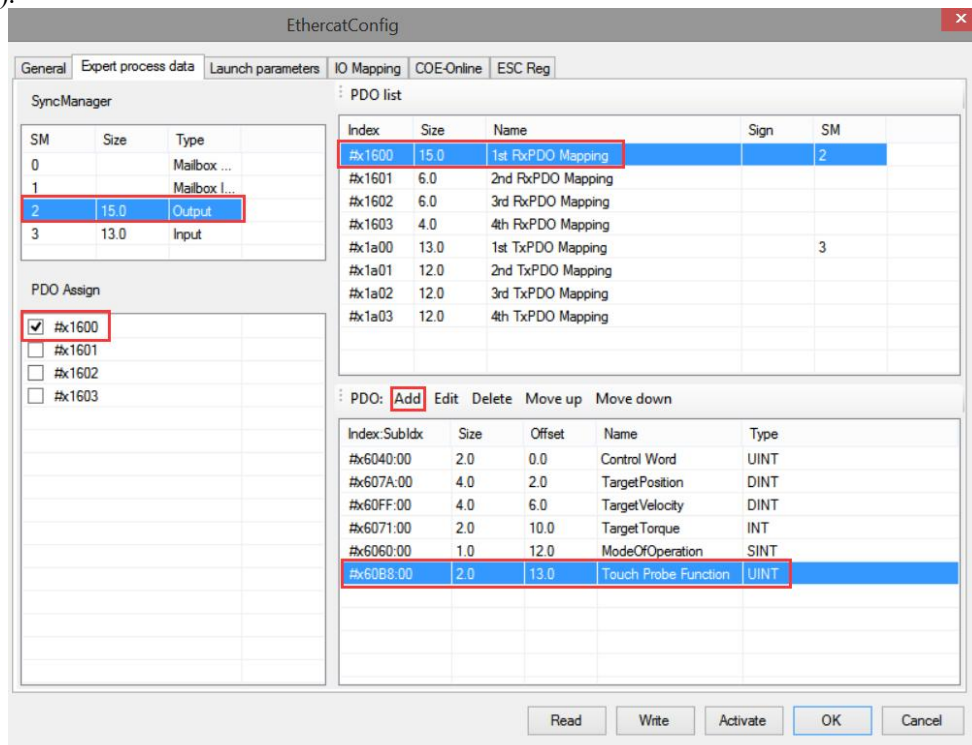 ).
EthercatConfig
General Expert process data Launch parameters IO Mapping COE-Online ESC Reg
SyncManager
SM Size Type
0 Mailbox ...
1 Mailbox I...
2 15.0 Output
3 13.0 Input
PDO Assign
#x1600
#x1601
#x1602
#x1603
PDO list
Index Size Name Sign SM
#x1600 15.0 1st RxPDO Mapping 2
#x1601 6.0 2nd RxPDO Mapping
#x1602 6.0 3rd RxPDO Mapping
#x1603 4.0 4th RxPDO Mapping
#x1a00 13.0 1st TxPDO Mapping 3
#x1a01 12.0 2nd TxPDO Mapping
#x1a02 12.0 3rd TxPDO Mapping
#x1a03 12.0 4th TxPDO Mapping
PDO: Add Edit Delete Move up Move down
Index:SubIdx Size Offset Name Type
#x6040:00 2.0 0.0 Control Word UINT
#x607A:00 4.0 2.0 TargetPosition DINT
#x60FF:00 4.0 6.0 TargetVelocity DINT
#x6071:00 2.0 10.0 TargetTorque INT
#x6060:00 1.0 12.0 ModeOfOperation SINT
#x60B8:00 2.0 13.0 Touch Probe Function UINT
Read Write Activate OK Cancel